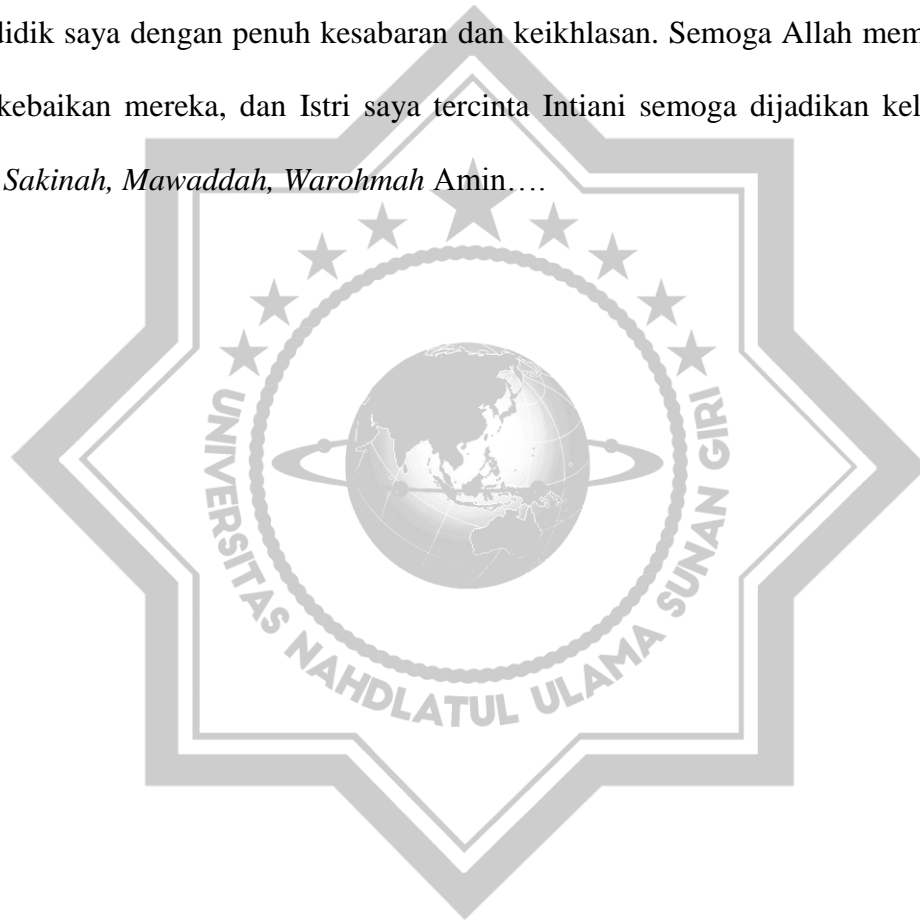 didik saya dengan penuh kesabaran dan keikhlasan. Semoga Allah mem
kebaikan mereka, dan Istri saya tercinta Intiani semoga dijadikan kel
Sakinah, Mawaddah, Warohmah Amin….
UNIVERSITAS NAHDLATUL ULAMA SUNAN GIRI